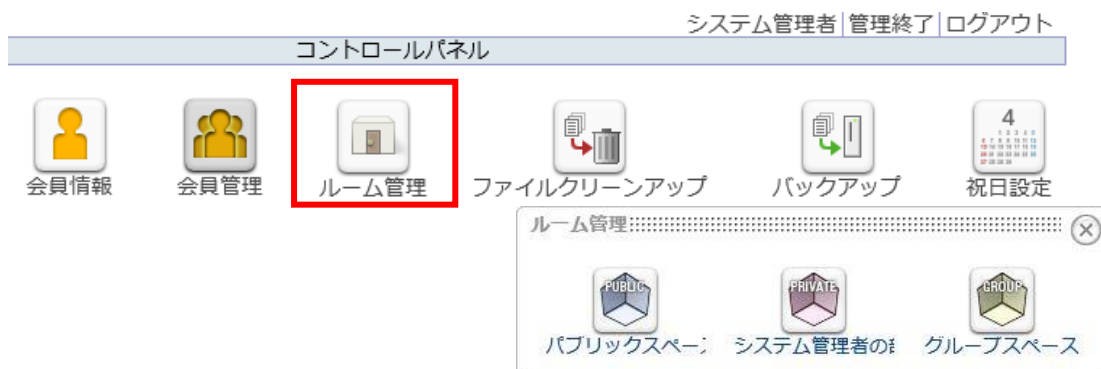 システム管理者|管理終了|ログアウト
コントロールパネル
会員情報 会員管理 ルーム管理 ファイルクリーンアップ バックアップ 祝日設定
4
ルーム管理
PUBLIC PRIVATE GROUP
パブリックスペー システム管理者の グループスペース